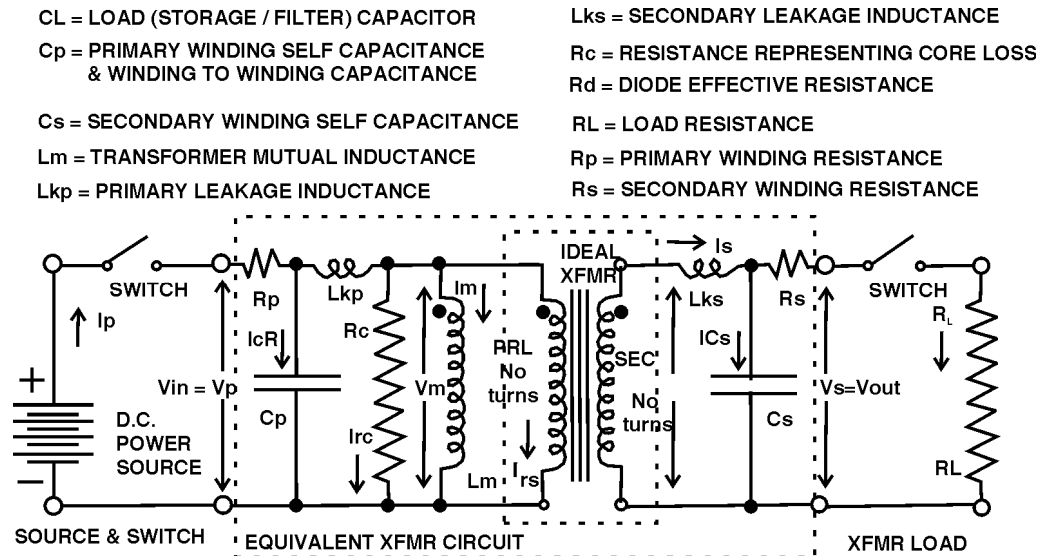 CL = LOAD (STORAGE / FILTER) CAPACITOR
Cp = PRIMARY WINDING SELF CAPACITANCE
& WINDING TO WINDING CAPACITANCE
Cs = SECONDARY WINDING SELF CAPACITANCE
Lm = TRANSFORMER MUTUAL INDUCTANCE
Lkp = PRIMARY LEAKAGE INDUCTANCE
Lks = SECONDARY LEAKAGE INDUCTANCE
Rc = RESISTANCE REPRESENTING CORE LOSS
Rd = DIODE EFFECTIVE RESISTANCE
RL = LOAD RESISTANCE
Rp = PRIMARY WINDING RESISTANCE
Rs = SECONDARY WINDING RESISTANCE
SWITCH
Ip
+
−
D.C.
POWER
SOURCE
Vin = Vp
Rp
IcR
Cp
Lkp
Rc
Irc
Vm
Im
Lm
IDEAL
XFMR
PRI.
No
turns
Irs
SEC
No
turns
Is
Lks
ICs
Cs
Rs
Vs=Vout
SWITCH
RL
RL
SOURCE & SWITCH
EQUIVALENT XFMR CIRCUIT
XFMR LOAD